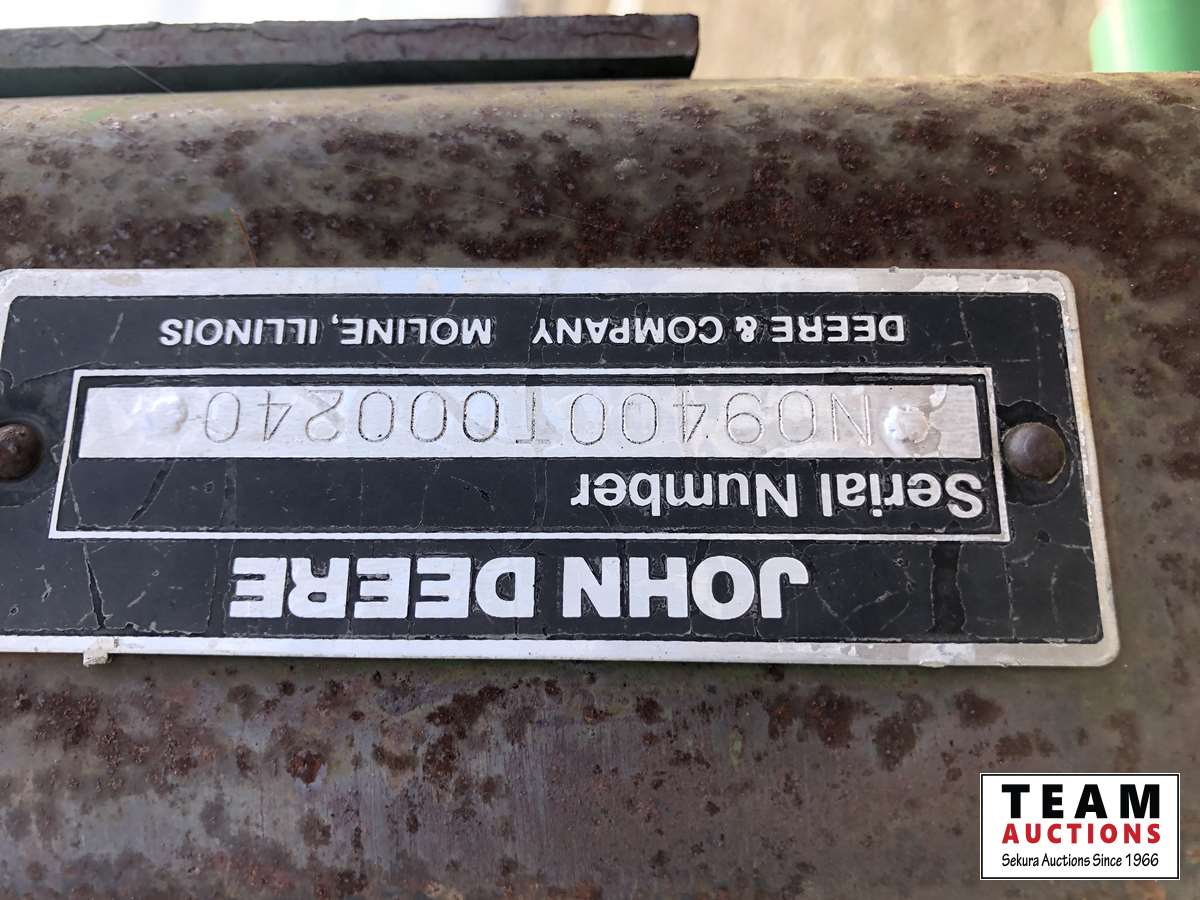 JOHN DEERE
Serial Number
N09400T000240
DEERE & COMPANY MOLINE, ILLINOIS
TEAM
AUCTIONS
Sekura Auctions Since 1966